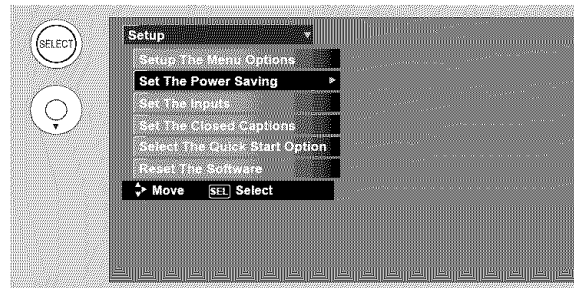 SELECT
Setup
Setup The Menu Options
Set The Power Saving
Set The Inputs
Set The Closed Captions
Select The Quick Start Option
Reset The Software
Move SEL Select